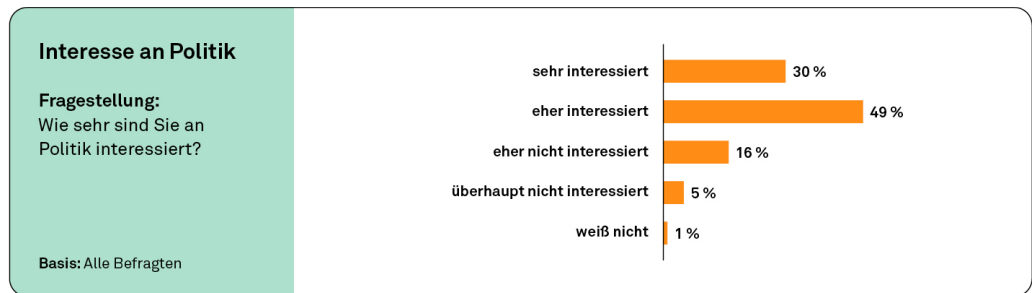 Interesse an Politik
Fragestellung:
Wie sehr sind Sie an
Politik interessiert?
Basis: Alle Befragten
sehr interessiert 30 %
eher interessiert 49 %
eher nicht interessiert 16 %
überhaupt nicht interessiert 5 %
weiß nicht 1 %